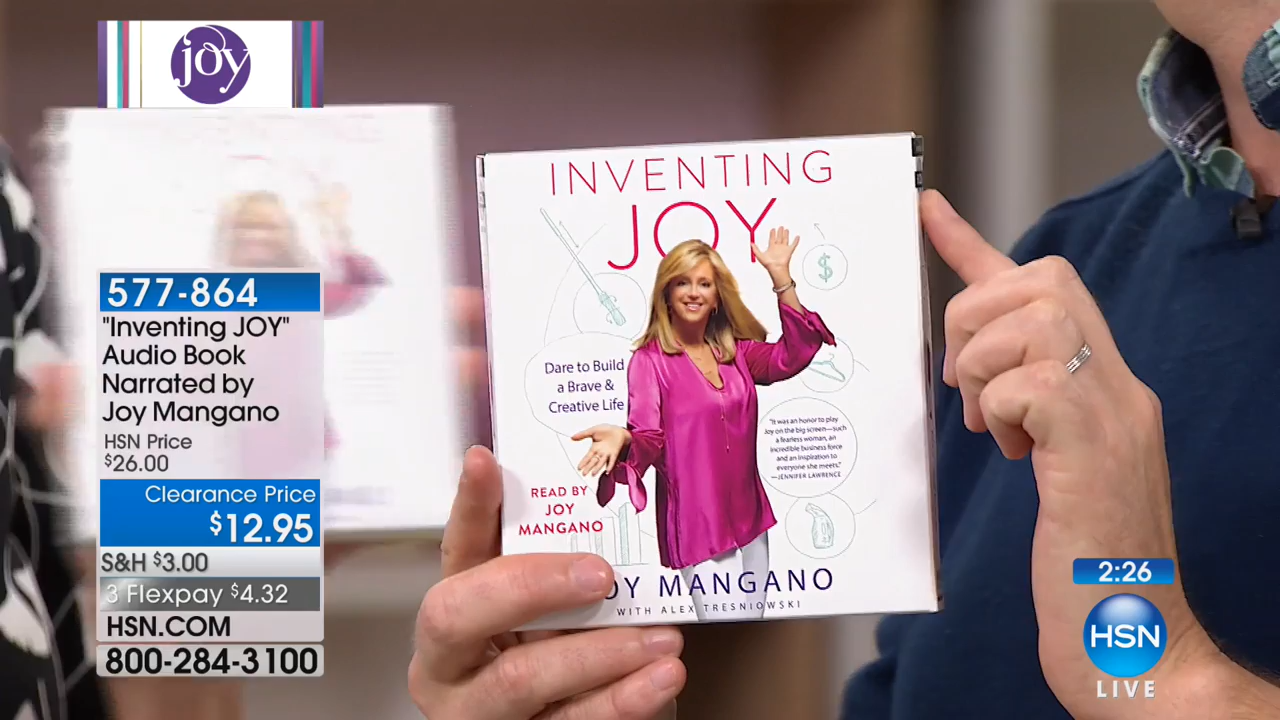 joy
577-864
"Inventing JOY"
Audio Book
Narrated by
Joy Mangano
HSN Price
$26.00
Clearance Price
$12.95
S&H $3.00
3 Flexpay $4.32
HSN.COM
800-284-3100
INVENTING
JOY
$
Dare to Build
a Brave &
Creative Life
"It was an honor to play
Joy on the big screen—such
a fearless woman, an
incredible business force
and an inspiration to
everyone she meets."
—JENNIFER LAWRENCE
READ BY
JOY
MANGANO
OY MANGANO
WITH ALEX TRESNIOWSKI
2:26
HSN
LIVE